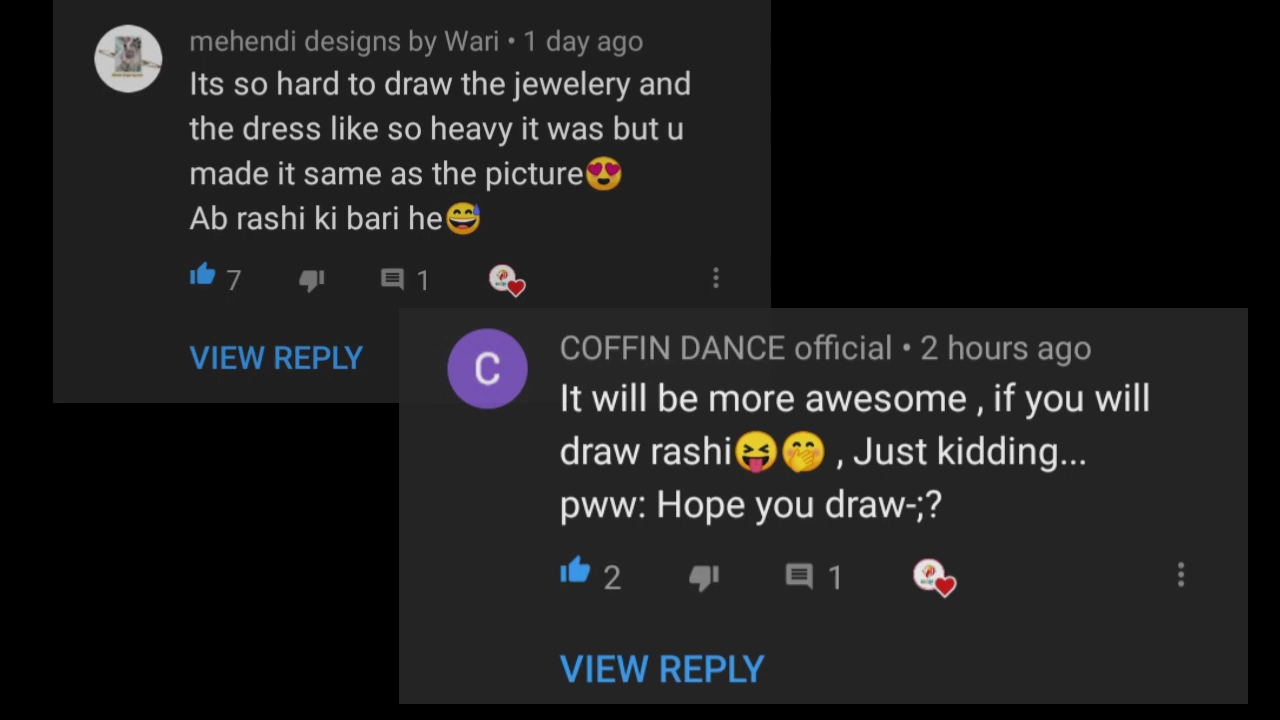 mehendi designs by Wari • 1 day ago
Its so hard to draw the jewelery and
the dress like so heavy it was but u
made it same as the picture😍
Ab rashi ki bari he😅
7 1
VIEW REPLY
C
COFFIN DANCE official • 2 hours ago
It will be more awesome , if you will
draw rashi😝🤭 , Just kidding...
pww: Hope you draw-;?
2 1
VIEW REPLY